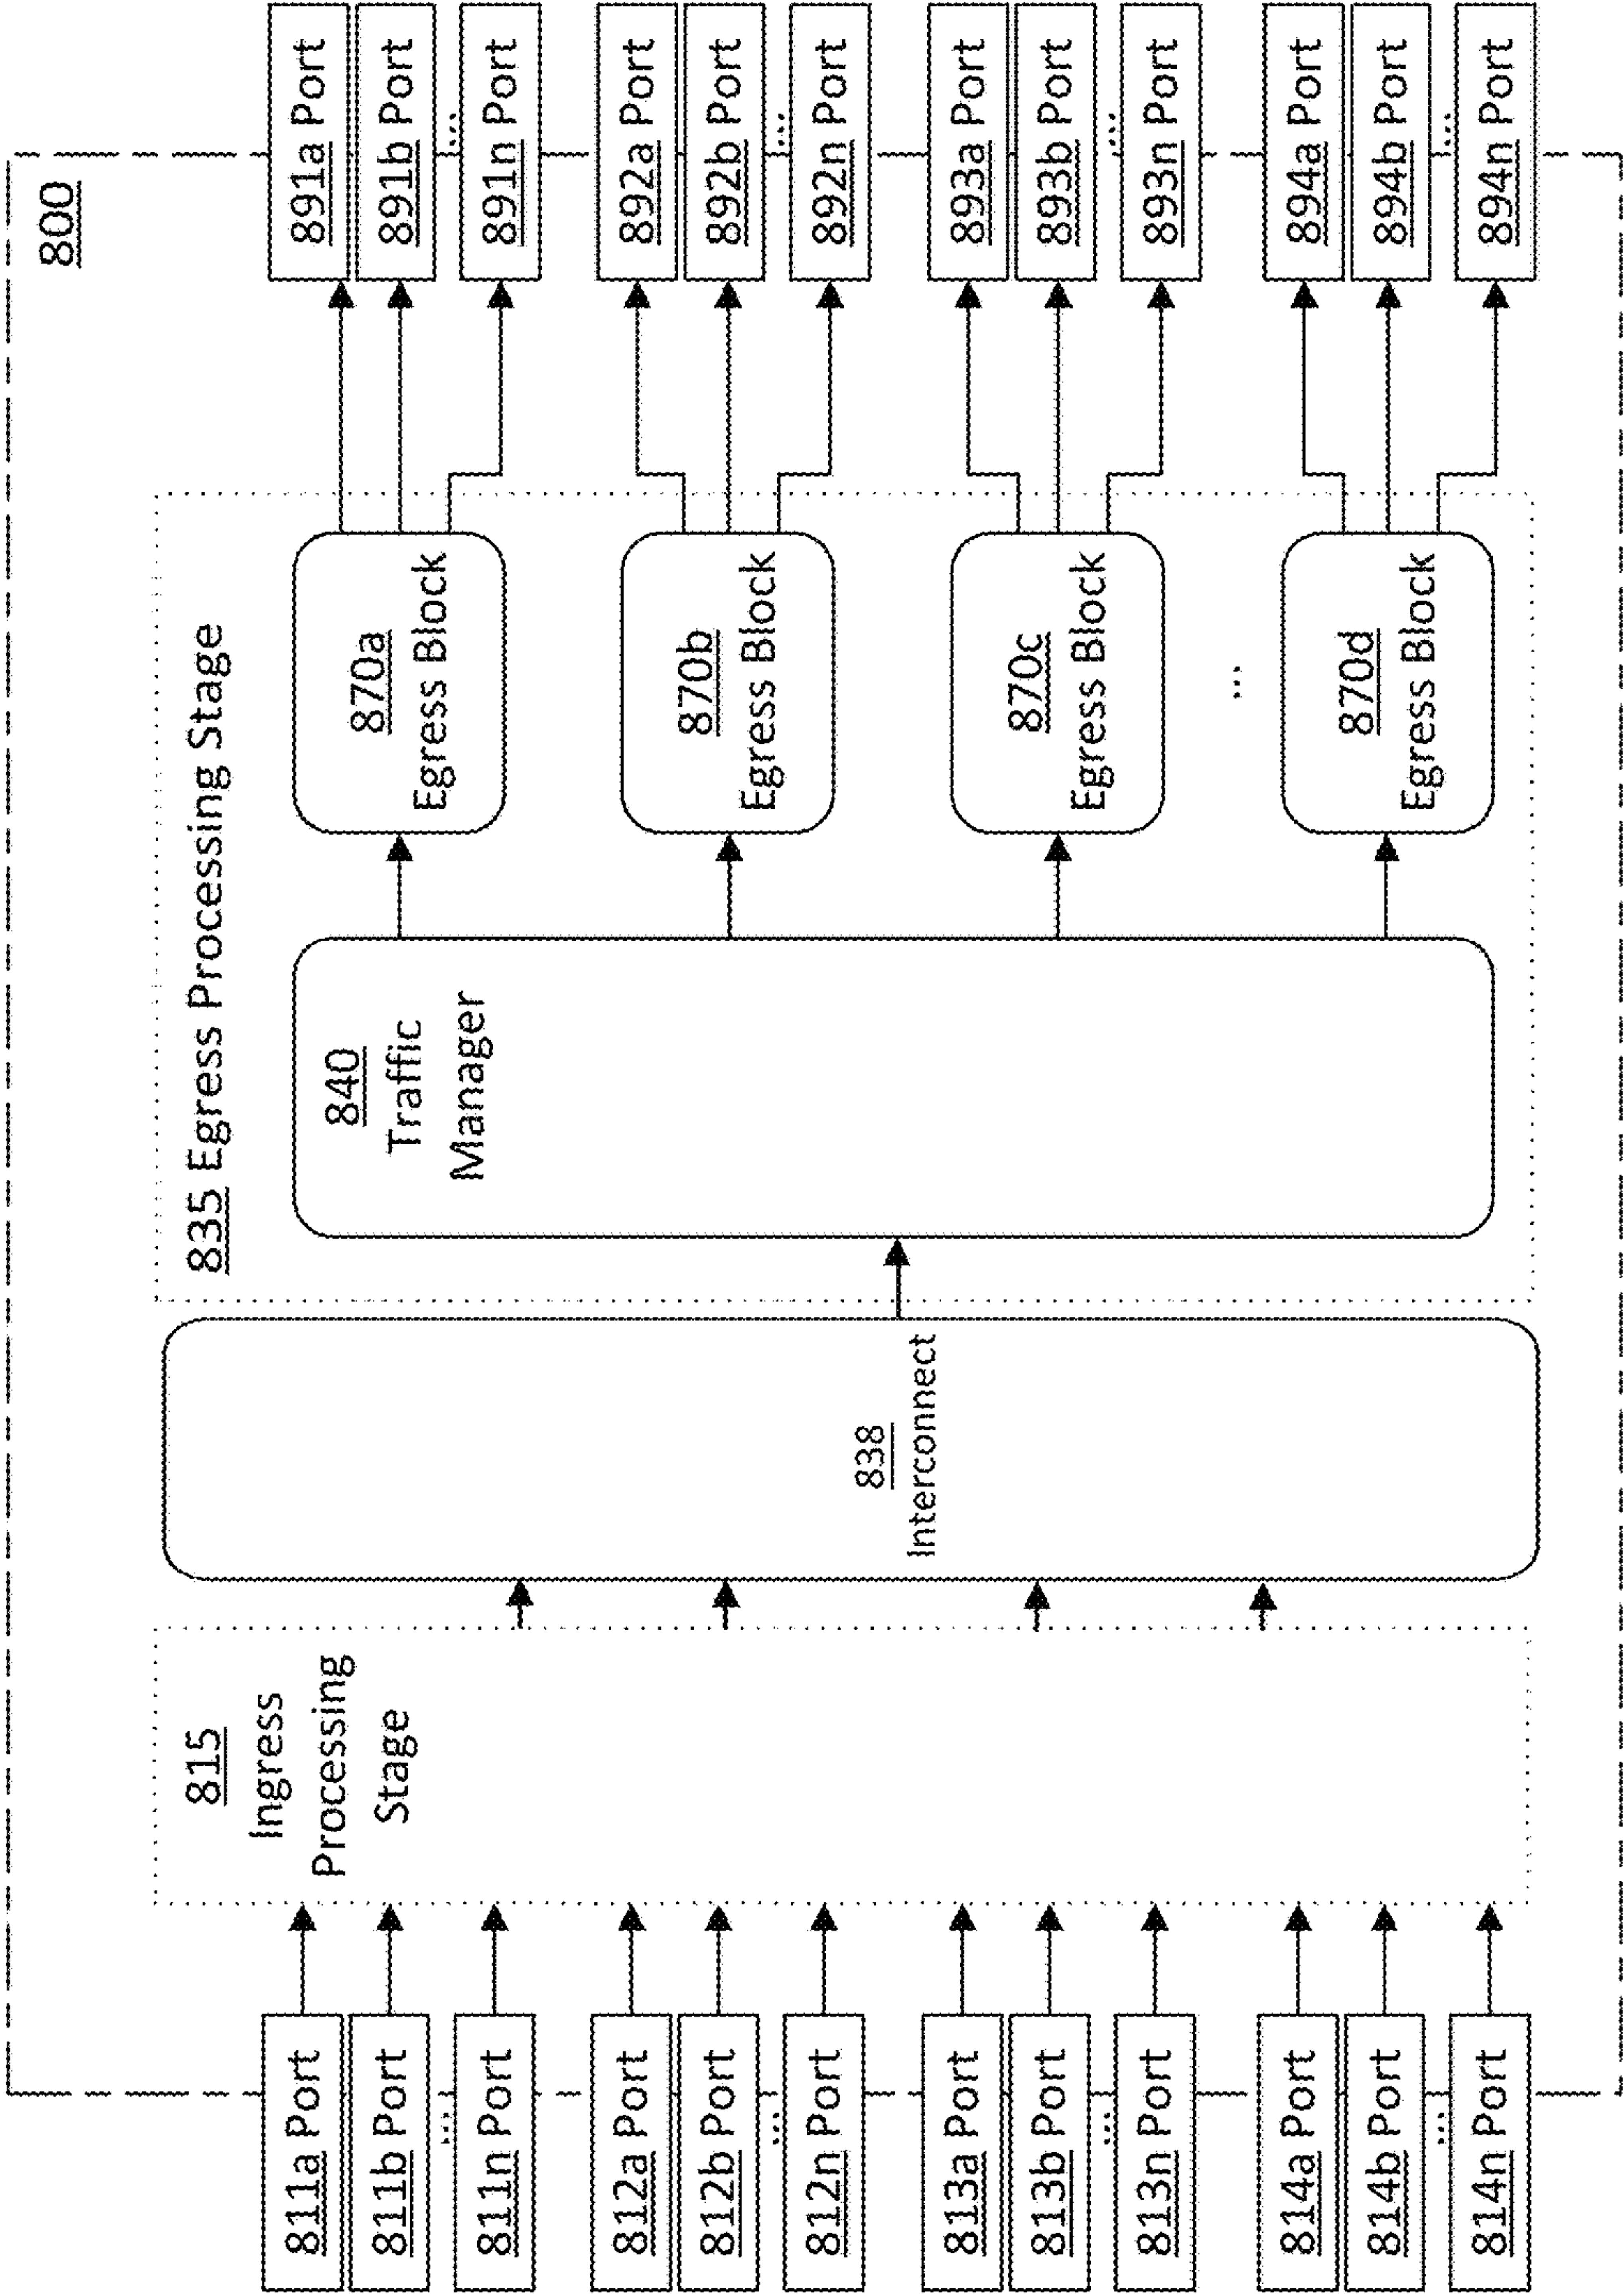 800
811a Port
811b Port
...
811n Port
812a Port
812b Port
...
812n Port
813a Port
813b Port
...
813n Port
814a Port
814b Port
...
814n Port
815
Ingress
Processing
Stage
838
Interconnect
835 Egress Processing Stage
840
Traffic
Manager
870a
Egress Block
870b
Egress Block
870c
Egress Block
...
870d
Egress Block
891a Port
891b Port
...
891n Port
892a Port
892b Port
...
892n Port
893a Port
893b Port
...
893n Port
894a Port
894b Port
...
894n Port